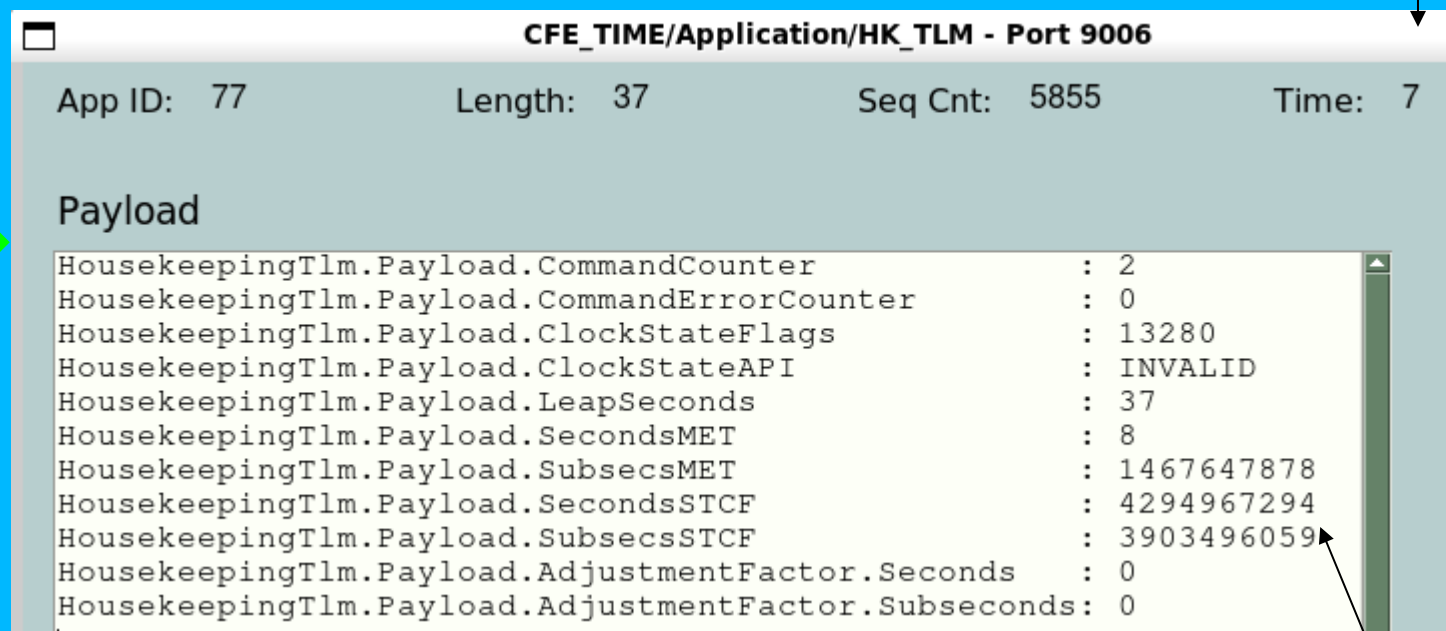 CFE_TIME/Application/HK_TLM - Port 9006
App ID: 77 Length: 37 Seq Cnt: 5855 Time: 7
Payload
HousekeepingTlm.Payload.CommandCounter : 2
HousekeepingTlm.Payload.CommandErrorCounter : 0
HousekeepingTlm.Payload.ClockStateFlags : 13280
HousekeepingTlm.Payload.ClockStateAPI : INVALID
HousekeepingTlm.Payload.LeapSeconds : 37
HousekeepingTlm.Payload.SecondsMET : 8
HousekeepingTlm.Payload.SubsecsMET : 1467647878
HousekeepingTlm.Payload.SecondsSTCF : 4294967294
HousekeepingTlm.Payload.SubsecsSTCF : 3903496059
HousekeepingTlm.Payload.AdjustmentFactor.Seconds : 0
HousekeepingTlm.Payload.AdjustmentFactor.Subseconds: 0